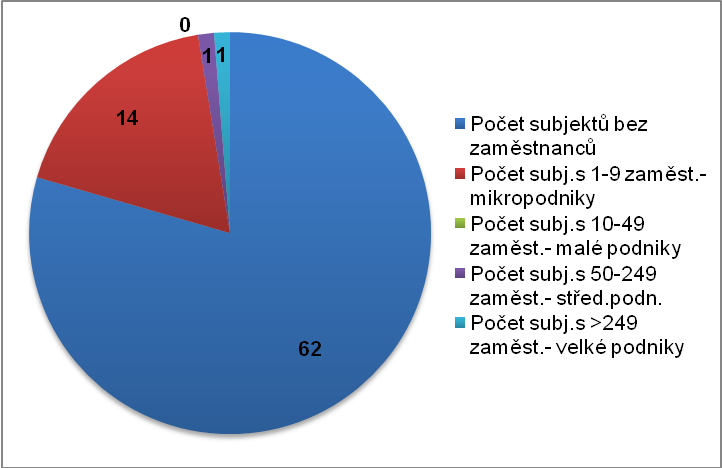 0
1 1
14
62
Počet subjektů bez
zaměstnanců
Počet subj.s 1-9 zaměst.-
mikropodniky
Počet subj.s 10-49
zaměst.- malé podniky
Počet subj.s 50-249
zaměst.- střed.podn.
Počet subj.s >249
zaměst.- velké podniky